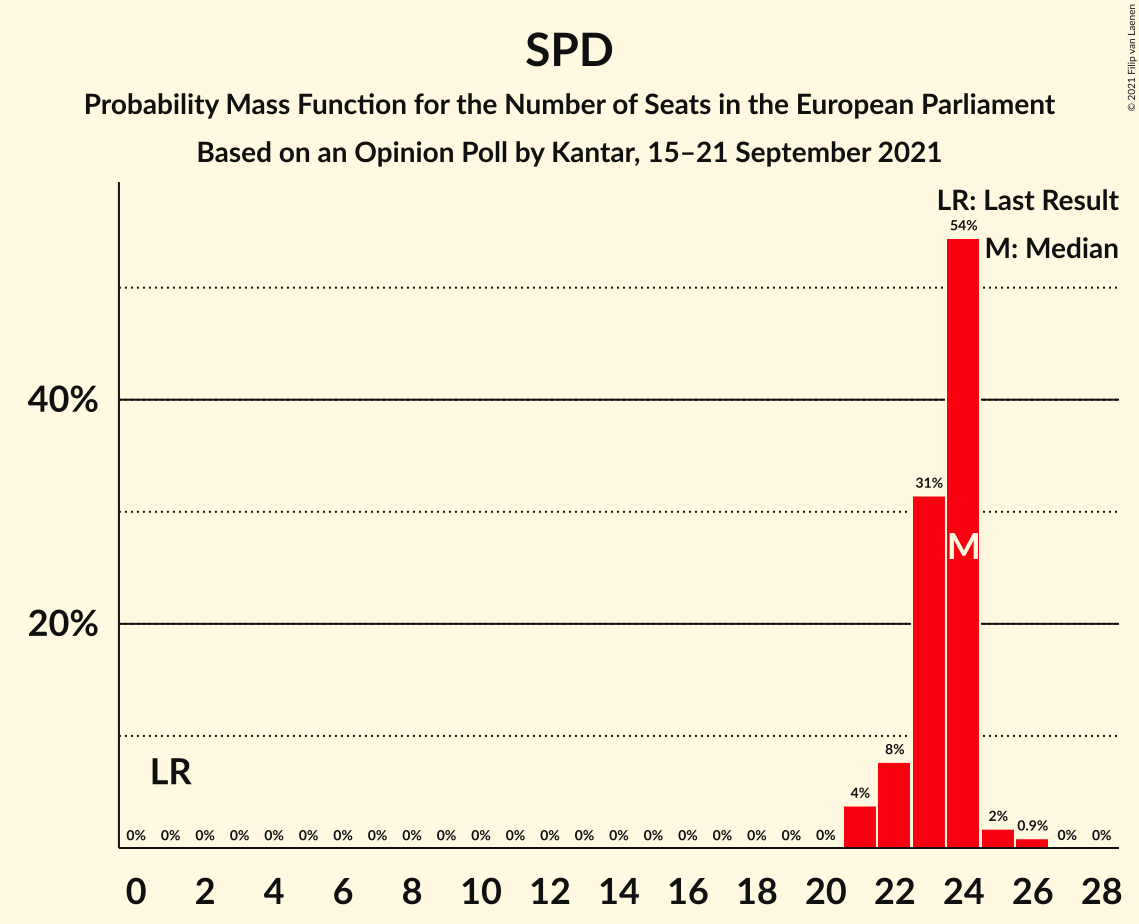 SPD
Probability Mass Function for the Number of Seats in the European Parliament
Based on an Opinion Poll by Kantar, 15–21 September 2021
© 2021 Filip van Laenen
LR: Last Result
M: Median
54%
40%
31%
M
20%
LR
8%
4%
0% 0% 0% 0% 0% 0% 0% 0% 0% 0% 0% 0% 0% 0% 0% 0% 0% 0% 0% 0% 0% 2% 0.9% 0% 0%
0 2 4 6 8 10 12 14 16 18 20 22 24 26 28